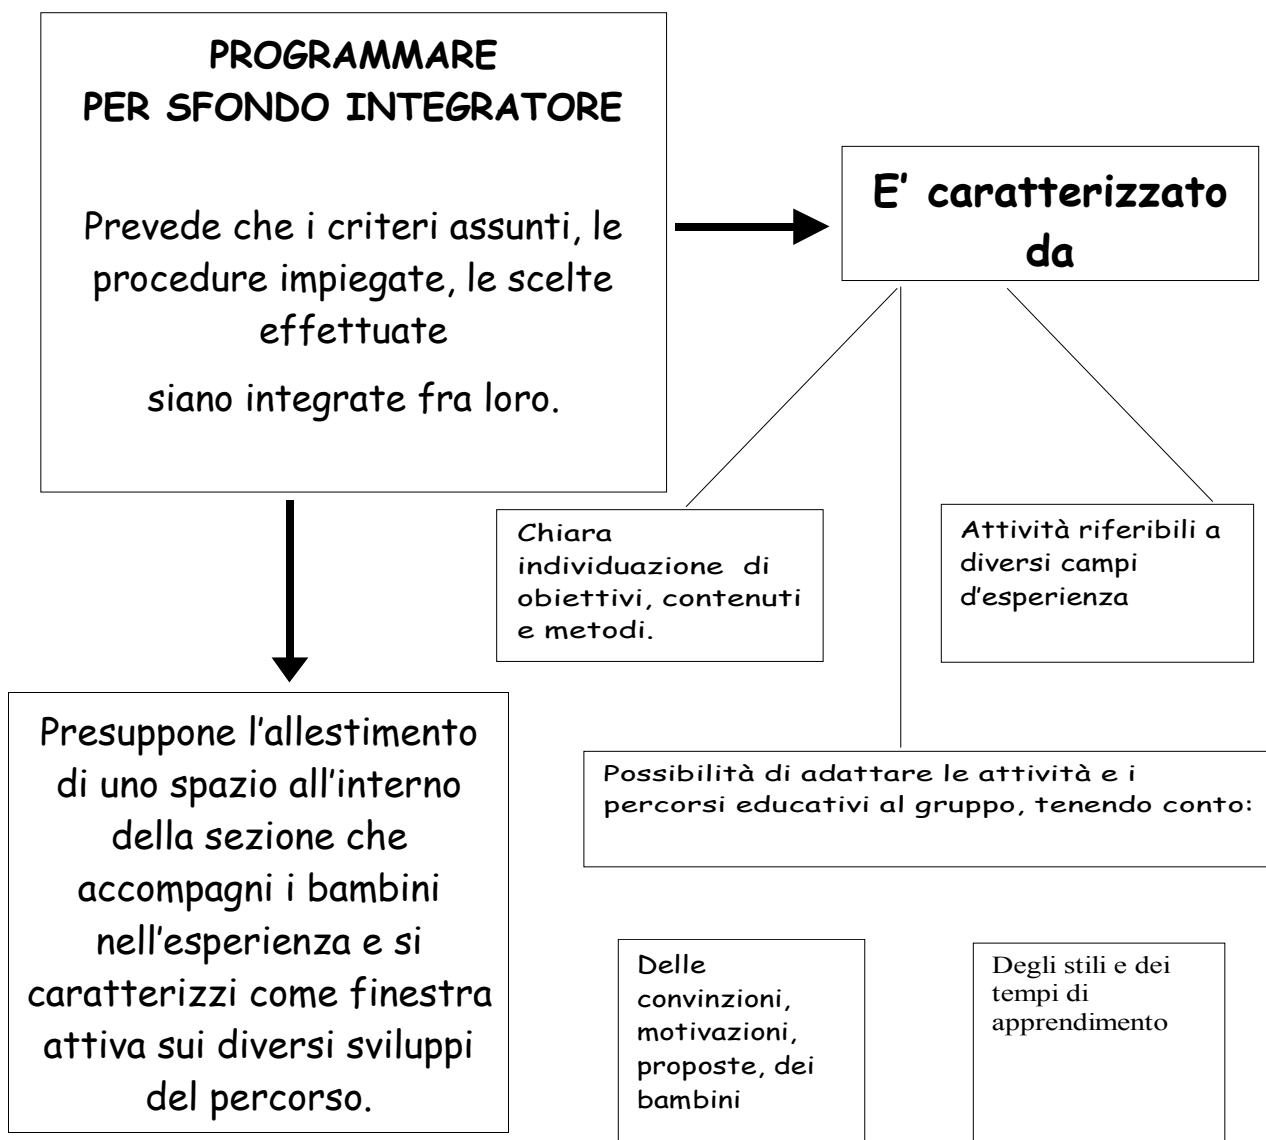 PROGRAMMARE
PER SFONDO INTEGRATORE
Prevede che i criteri assunti, le
procedure impiegate, le scelte
effettuate
siano integrate fra loro.
E' caratterizzato
da
Chiara
individuazione di
obiettivi, contenuti
e metodi.
Attività riferibili a
diversi campi
d'esperienza
Presuppone l'allestimento
di uno spazio all'interno
della sezione che
accompagni i bambini
nell'esperienza e si
caratterizzi come finestra
attiva sui diversi sviluppi
del percorso.
Possibilità di adattare le attività e i
percorsi educativi al gruppo, tenendo conto:
Delle
convinzioni,
motivazioni,
proposte, dei
bambini
Degli stili e dei
tempi di
apprendimento